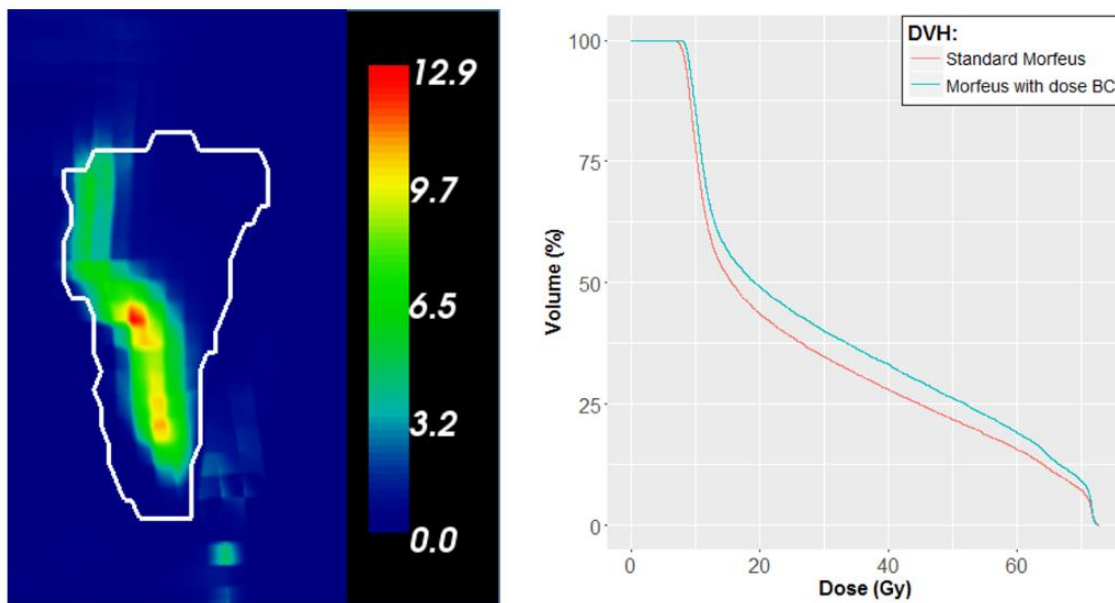 12.9
9.7
6.5
3.2
0.0
DVH:
Standard Morfeus
Morfeus with dose BC
100
75
50
25
0
Volume (%)
0 20 40 60
Dose (Gy)